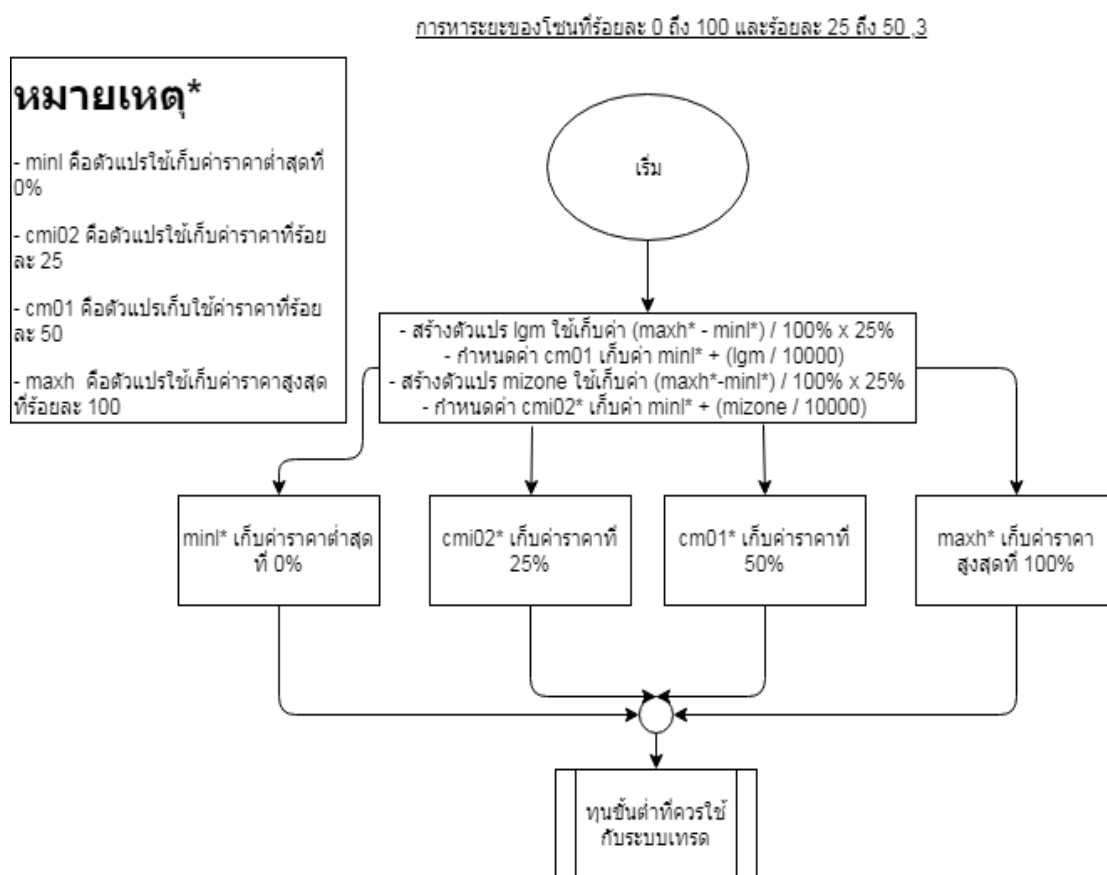 การหาระยะของโซนที่ร้อยละ 0 ถึง 100 และร้อยละ 25 ถึง 50 ,3
หมายเหตุ*
- minl คือตัวแปรใช้เก็บค่าราคาต่ำสุดที่
0%
- cmi02 คือตัวแปรใช้เก็บค่าราคาที่ร้อย
ละ 25
- cm01 คือตัวแปรเก็บใช้ค่าราคาที่ร้อย
ละ 50
- maxh คือตัวแปรใช้เก็บค่าราคาสูงสุด
ที่ร้อยละ 100
เริ่ม
- สร้างตัวแปร lgm ใช้เก็บค่า (maxh* - minl*) / 100% x 25%
- กำหนดค่า cm01 เก็บค่า minl* + (lgm / 10000)
- สร้างตัวแปร mizone ใช้เก็บค่า (maxh*-minl*) / 100% x 25%
- กำหนดค่า cmi02* เก็บค่า minl* + (mizone / 10000)
minl* เก็บค่าราคาต่ำสุด
ที่ 0%
cmi02* เก็บค่าราคาที่
25%
cm01* เก็บค่าราคาที่
50%
maxh* เก็บค่าราคา
สูงสุดที่ 100%
ทุนขั้นต่ำที่ควรใช้
กับระบบเทรด